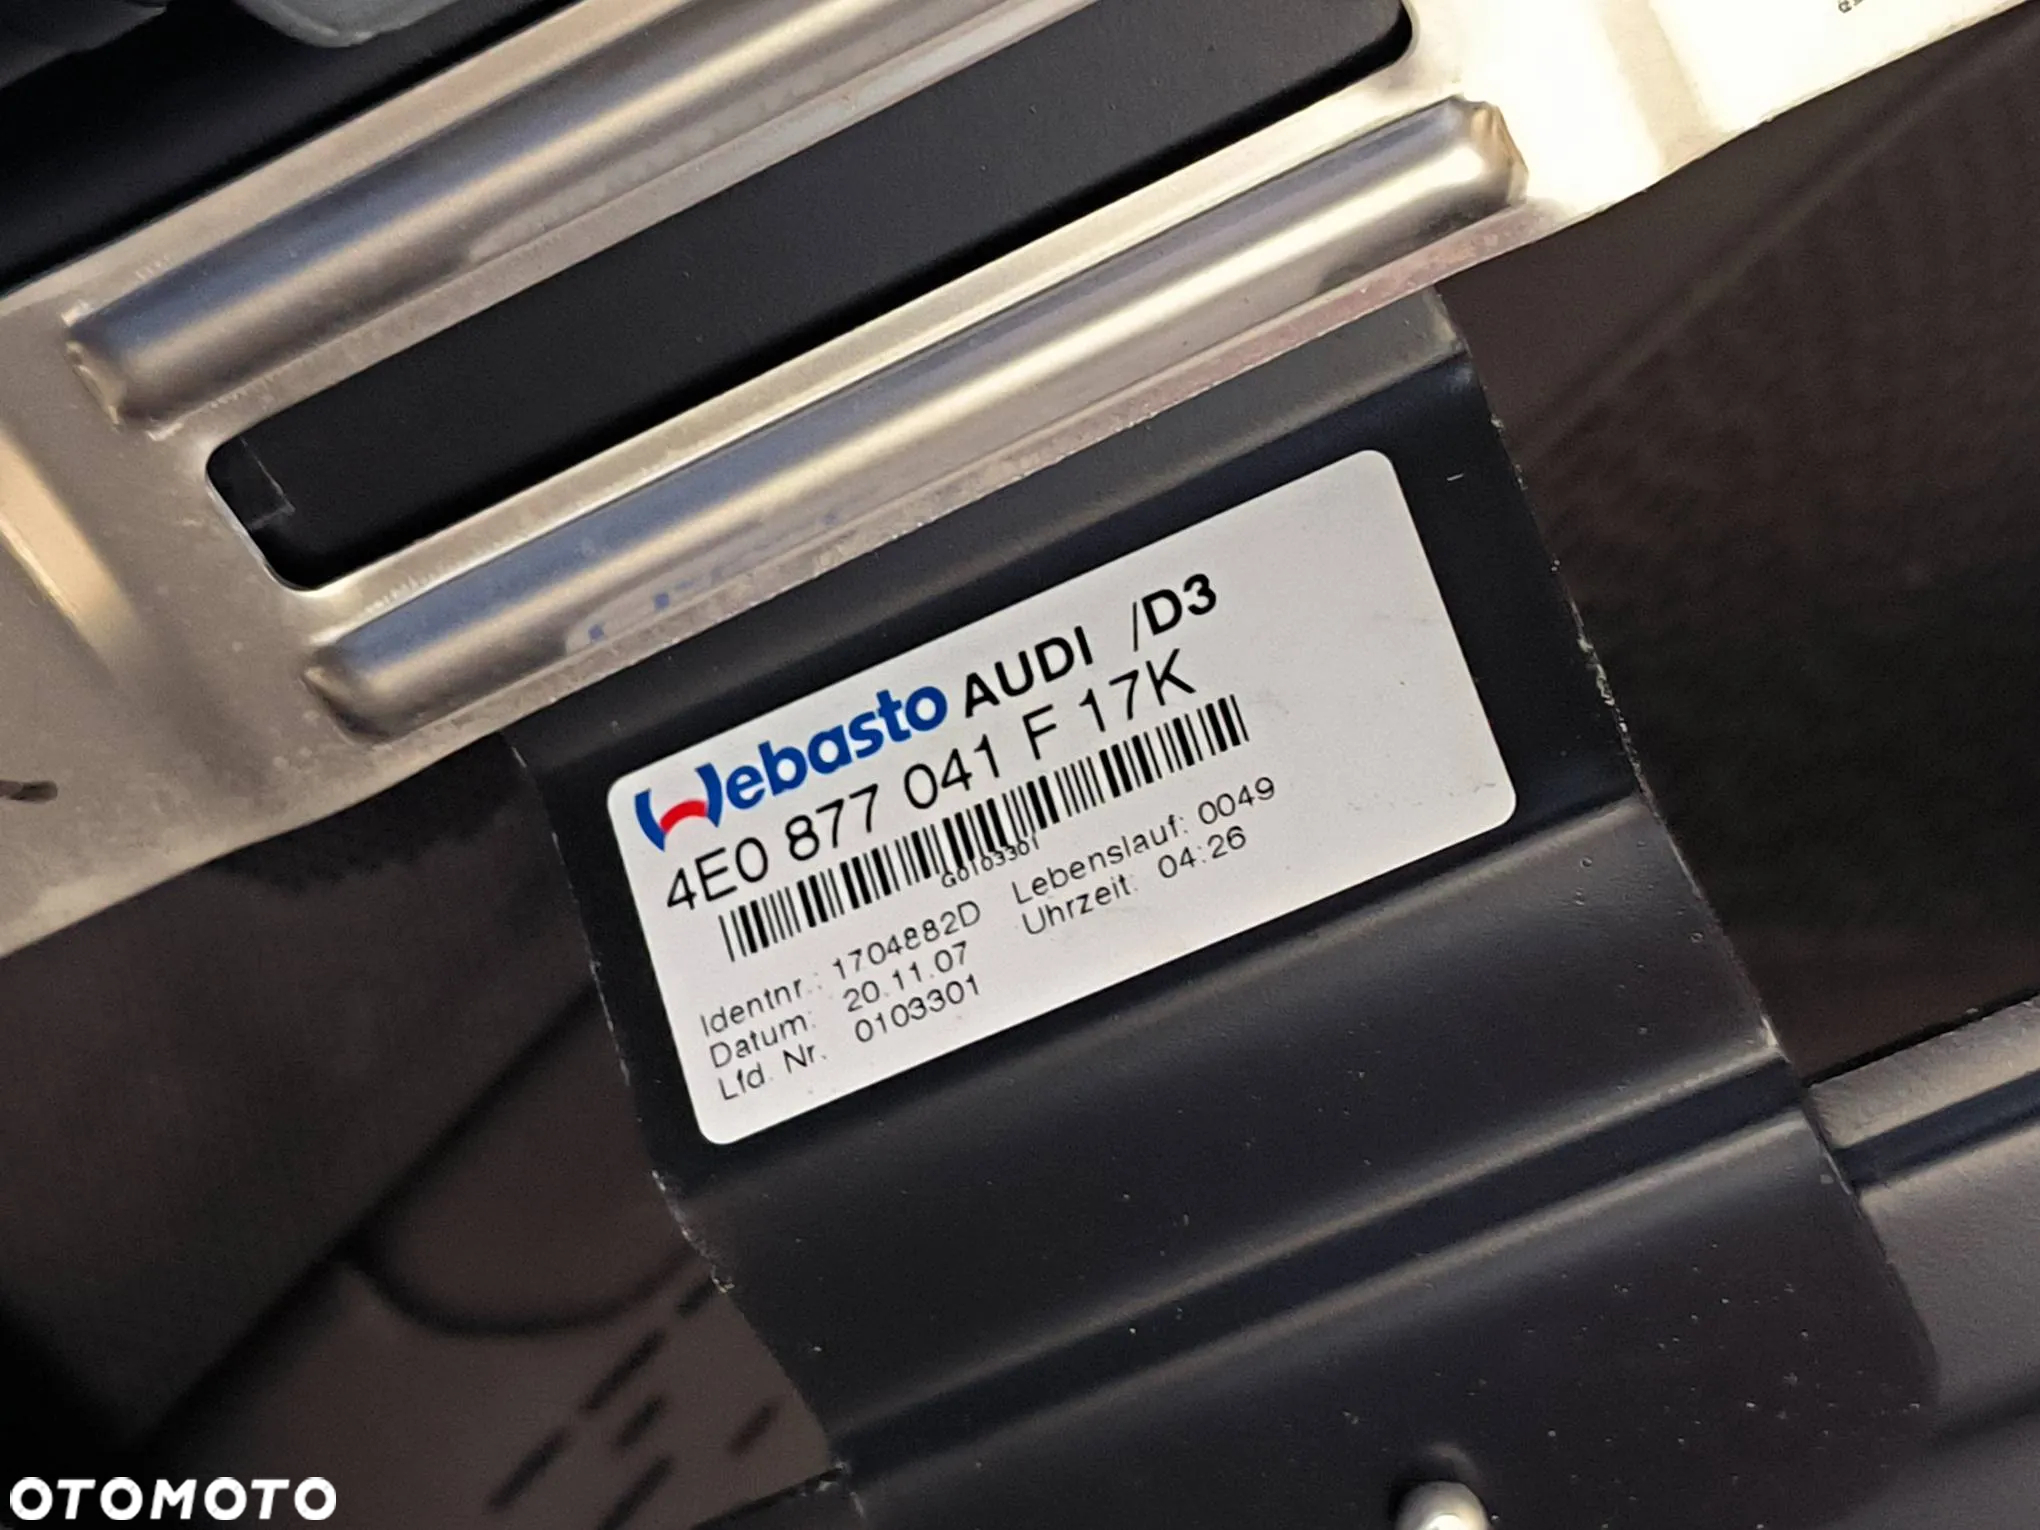 Webasto AUDI /D3
4E0 877 041 F 17K
G0103301
Identnr.: 1704882D Lebenslauf: 0049
Datum: 20.11.07 Uhrzeit: 04:26
Lfd. Nr. 0103301
OTOMOTO